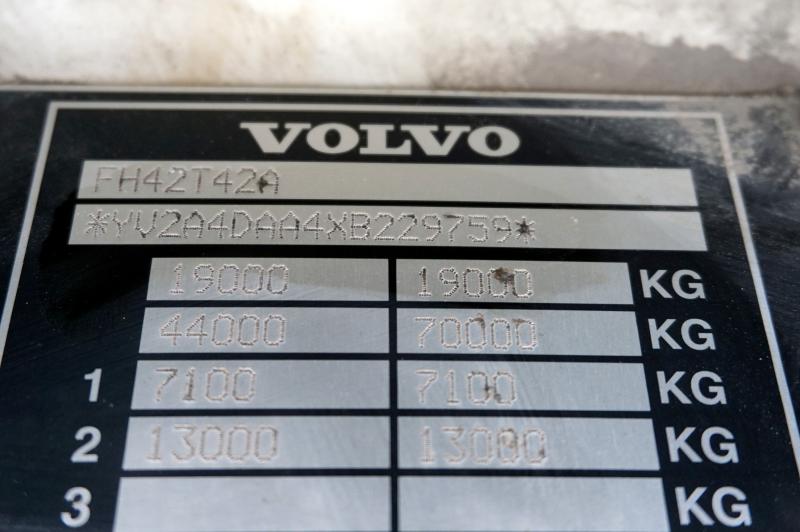 VOLVO
FH42T42A
*YV2A4DAA4XB229759*
19000 19000 KG
44000 70000 KG
1 7100 7100 KG
2 13000 13000 KG
3 KG